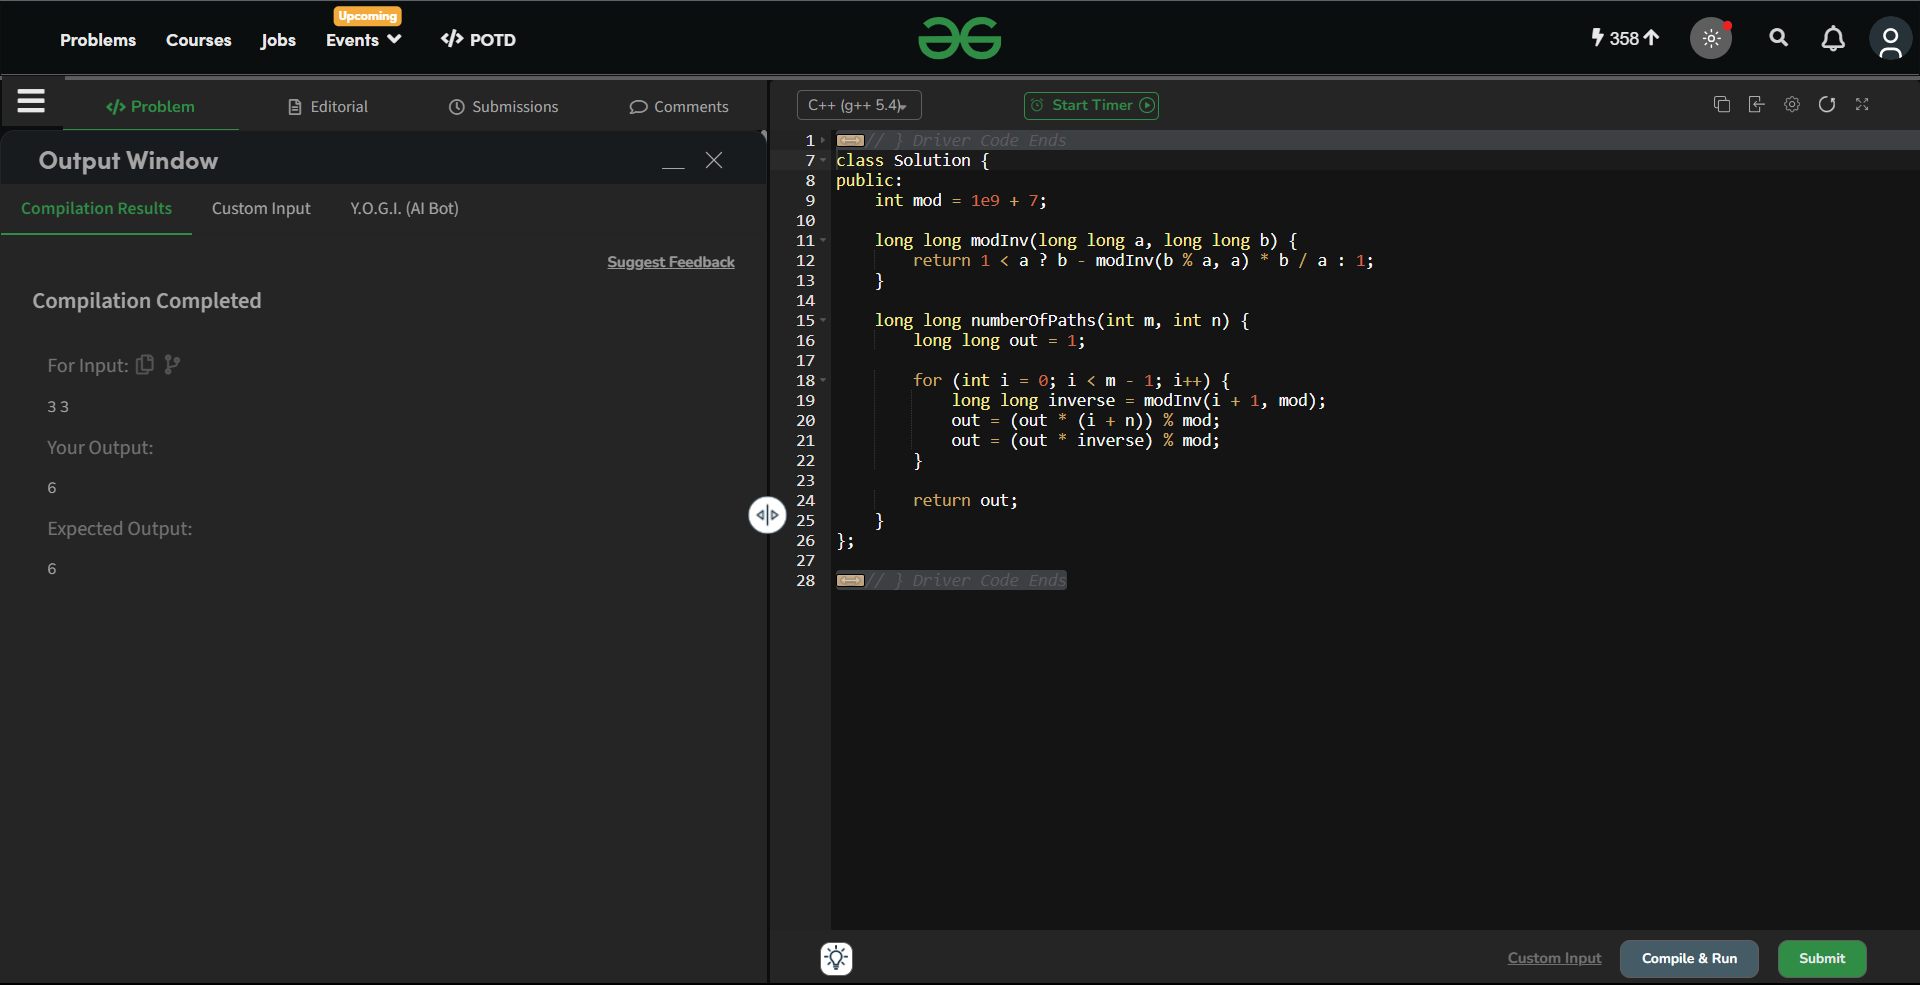 Problems Courses Jobs Events POTD
Upcoming
358
Problem Editorial Submissions Comments
Output Window
Compilation Results Custom Input Y.O.G.I. (AI Bot)
Suggest Feedback
Compilation Completed
For Input:
3 3
Your Output:
6
Expected Output:
6
C++ (g++ 5.4)
Start Timer
1 // } Driver Code Ends
7 class Solution {
8 public:
9     int mod = 1e9 + 7;
10
11     long long modInv(long long a, long long b) {
12         return 1 < a ? b - modInv(b % a, a) * b / a : 1;
13     }
14
15     long long numberOfPaths(int m, int n) {
16         long long out = 1;
17
18         for (int i = 0; i < m - 1; i++) {
19             long long inverse = modInv(i + 1, mod);
20             out = (out * (i + n)) % mod;
21             out = (out * inverse) % mod;
22         }
23
24         return out;
25     }
26 };
27
28 // } Driver Code Ends
Custom Input Compile & Run Submit